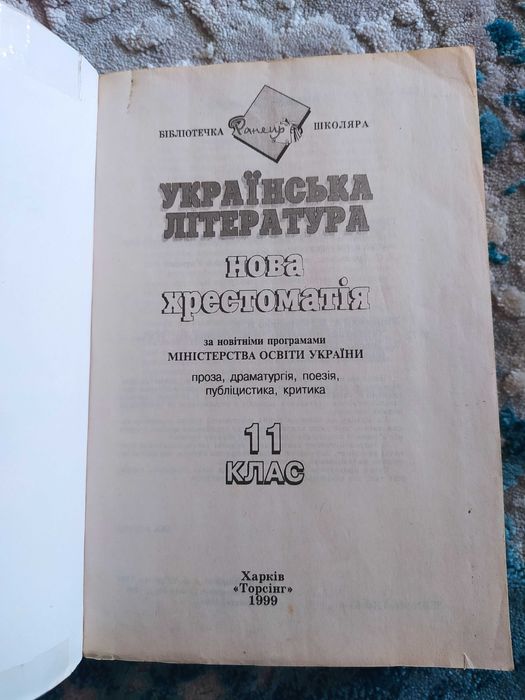 БІБЛІОТЕЧКА Ранецъ ШКОЛЯРА
УКРАЇНСЬКА
ЛІТЕРАТУРА
НОВА
хрестоматія
за новітніми програмами
МІНІСТЕРСТВА ОСВІТИ УКРАЇНИ
проза, драматургія, поезія,
публіцистика, критика
11
КЛАС
Харків
«Торсінг»
1999